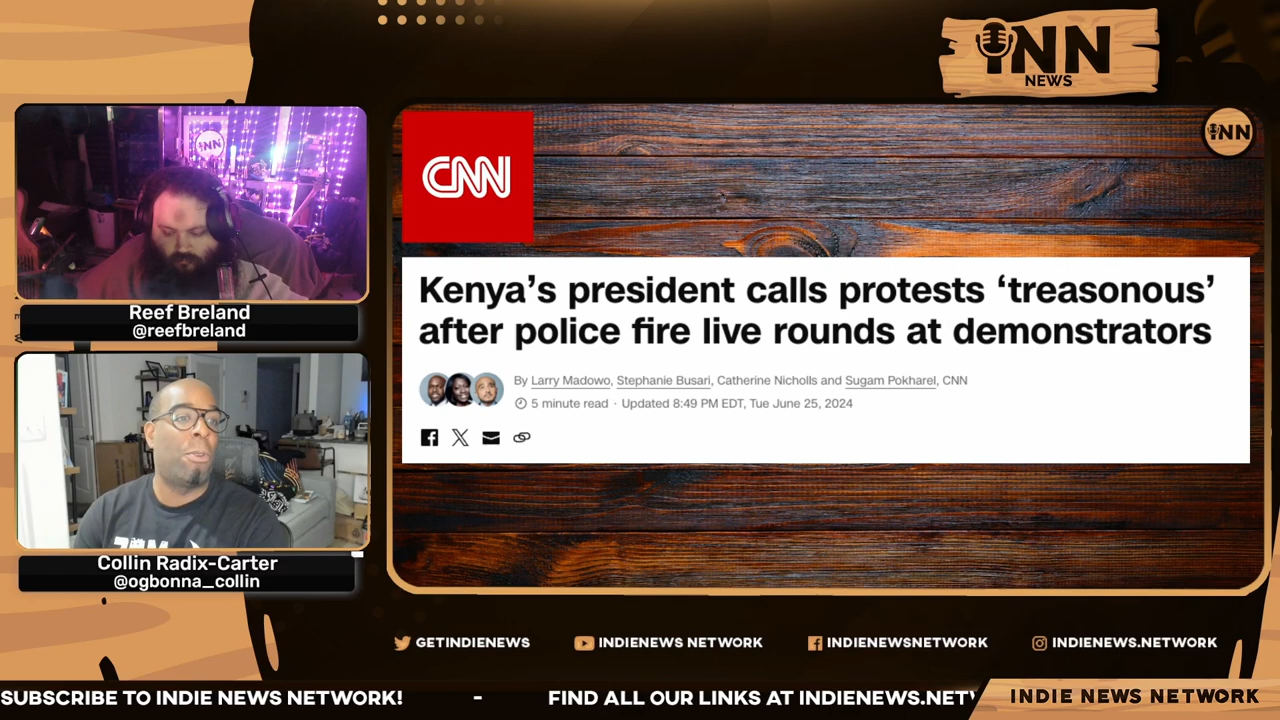 iNN
NEWS
iNN
CNN
Kenya’s president calls protests ‘treasonous’
after police fire live rounds at demonstrators
By Larry Madowo, Stephanie Busari, Catherine Nicholls and Sugam Pokharel, CNN
5 minute read · Updated 8:49 PM EDT, Tue June 25, 2024
iNN
Reef Breland
@reefbreland
Collin Radix-Carter
@ogbonna_collin
GETINDIENEWS
INDIENEWS NETWORK
INDIENEWSNETWORK
INDIENEWS.NETWORK
SUBSCRIBE TO INDIE NEWS NETWORK! - FIND ALL OUR LINKS AT INDIENEWS.NETW
INDIE NEWS NETWORK